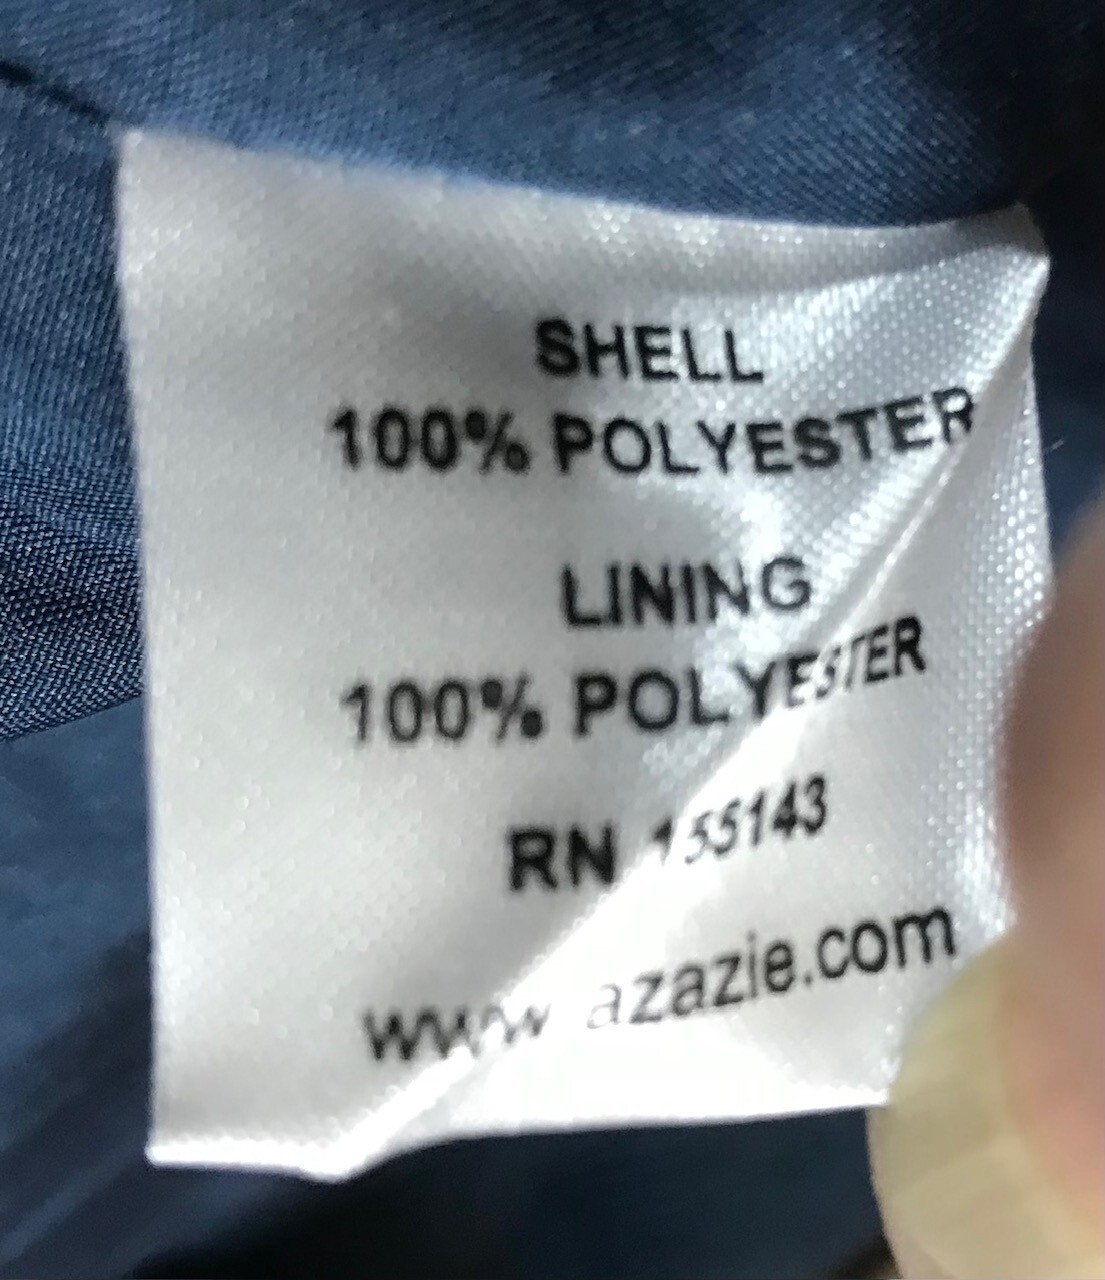 SHELL
100% POLYESTER
LINING
100% POLYESTER
RN 155143
www.azazie.com